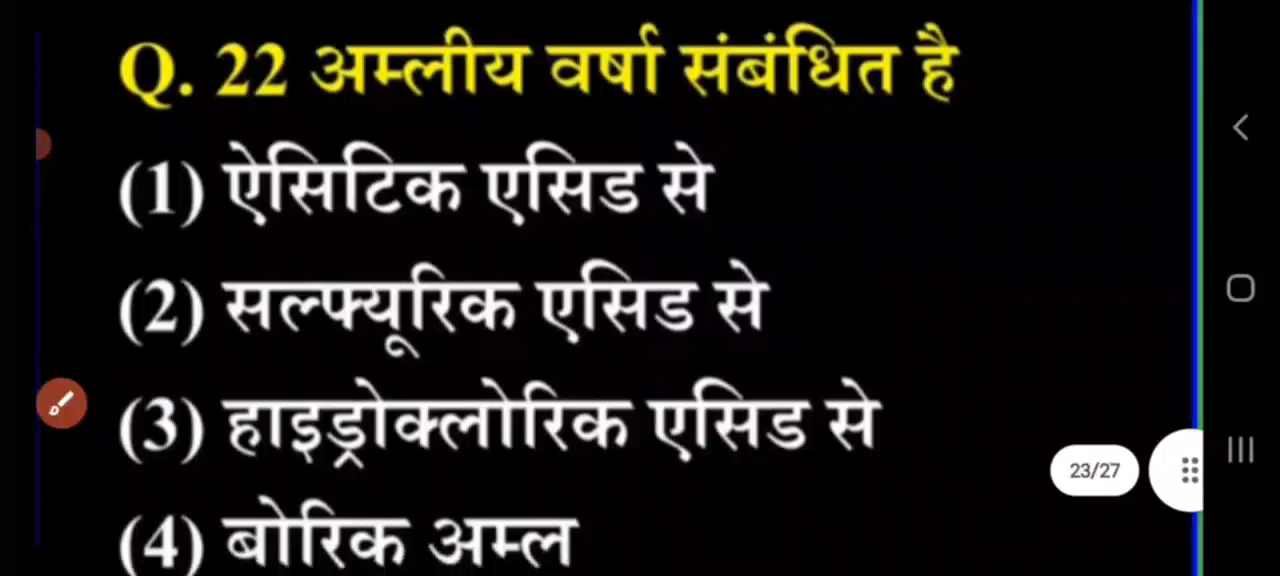 Q. 22 अम्लीय वर्षा संबंधित है
(1) ऐसिटिक एसिड से
(2) सल्फ्यूरिक एसिड से
(3) हाइड्रोक्लोरिक एसिड से
23/27
(4) बोरिक अम्ल